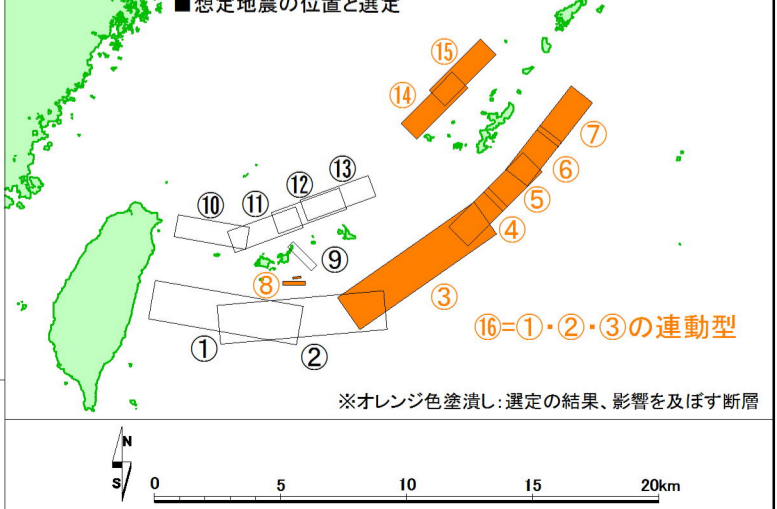 ■想定地震の位置と選定
⑮
⑭
⑦
⑥
⑤
④
③
⑬
⑫
⑪
⑩
⑨
⑧
①
②
⑯=①・②・③の連動型
※オレンジ色塗潰し:選定の結果、影響を及ぼす断層
N
S
0 5 10 15 20km